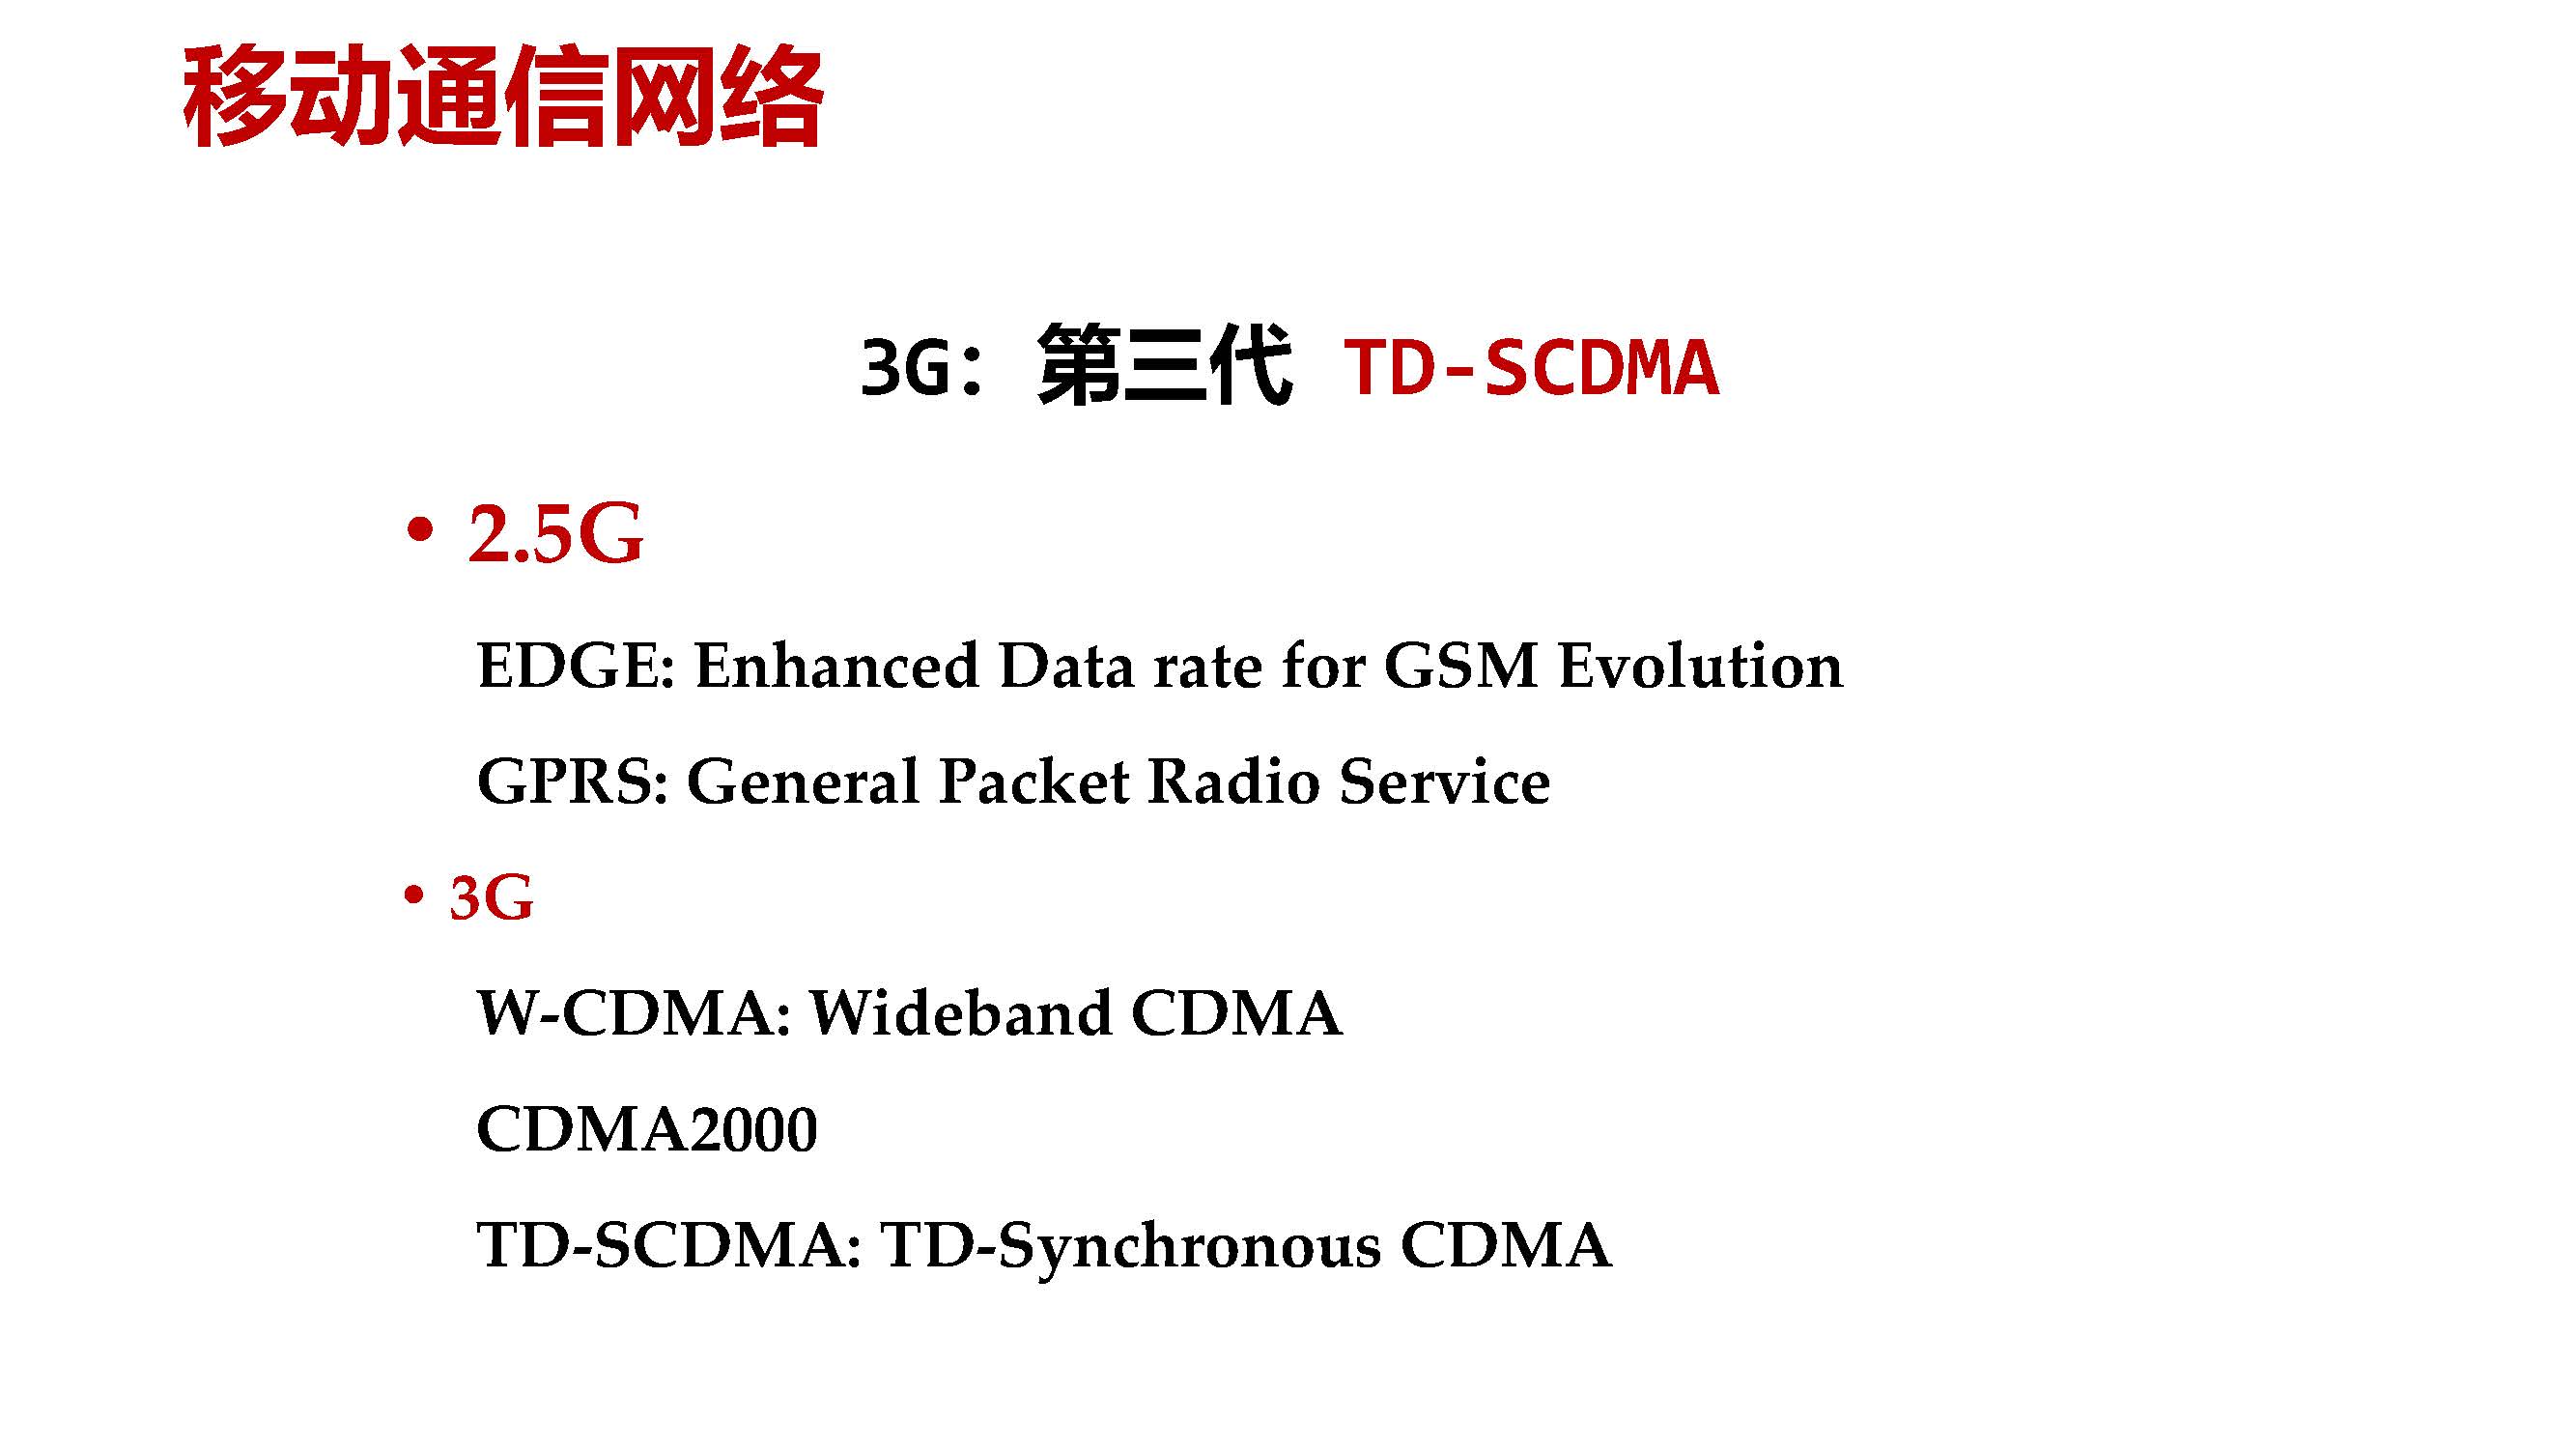 移动通信网络
3G：第三代 TD-SCDMA
• 2.5G
EDGE: Enhanced Data rate for GSM Evolution
GPRS: General Packet Radio Service
• 3G
W-CDMA: Wideband CDMA
CDMA2000
TD-SCDMA: TD-Synchronous CDMA